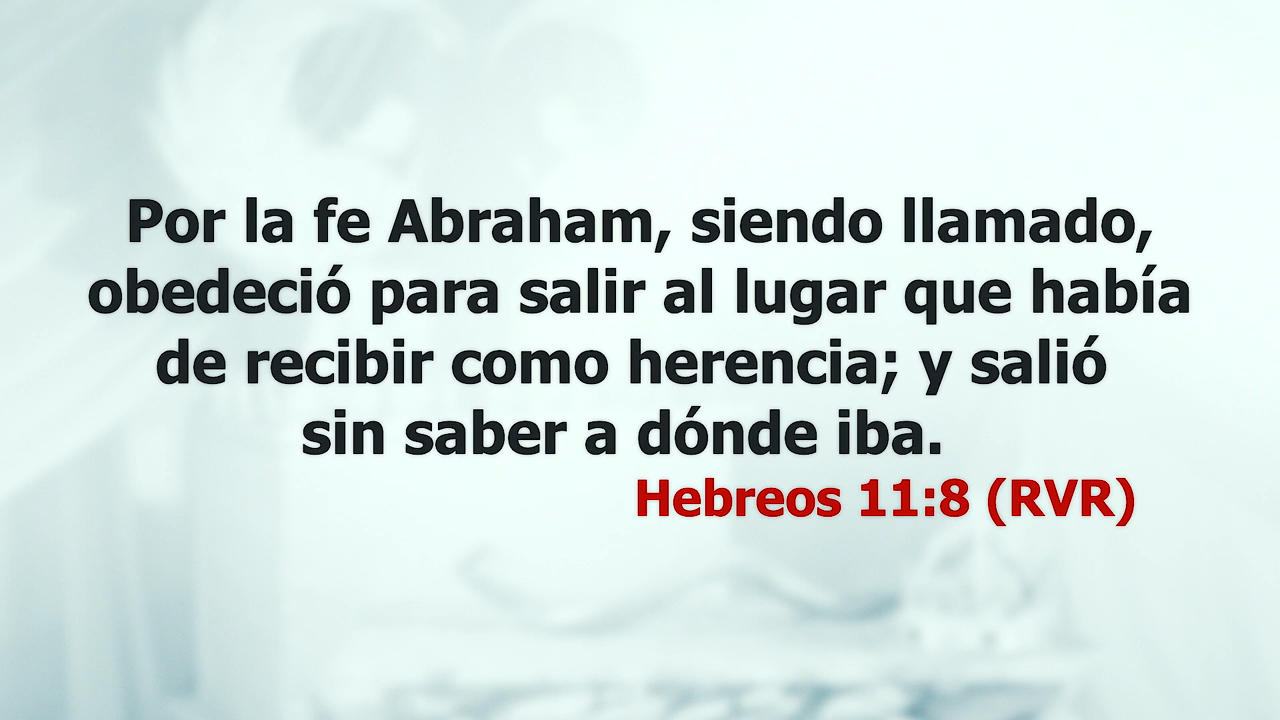 Por la fe Abraham, siendo llamado,
obedeció para salir al lugar que había
de recibir como herencia; y salió
sin saber a dónde iba.
Hebreos 11:8 (RVR)